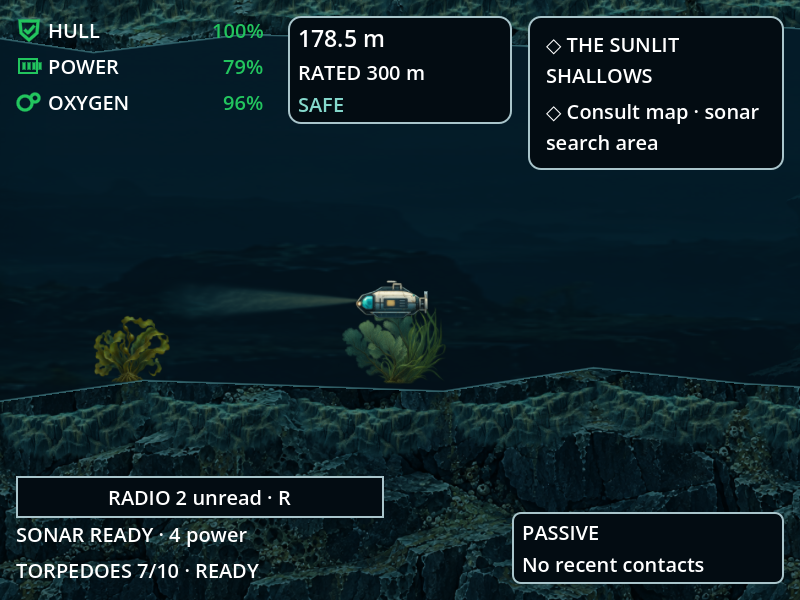 HULL 100%
POWER 79%
OXYGEN 96%
178.5 m
RATED 300 m
SAFE
◇ THE SUNLIT
SHALLOWS
◇ Consult map · sonar
search area
RADIO 2 unread · R
SONAR READY · 4 power
TORPEDOES 7/10 · READY
PASSIVE
No recent contacts